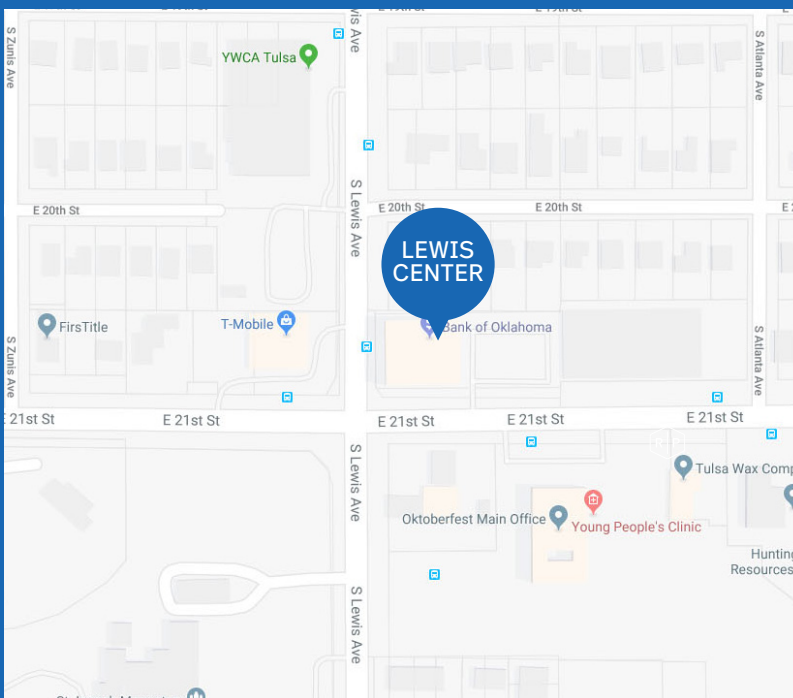 S Zunis Ave
S Atlanta Ave
YWCA Tulsa
S Lewis Ave
E 20th St
E 20th St
E 20th St
LEWIS
CENTER
FirsTitle
T-Mobile
Bank of Oklahoma
S Zunis Ave
S Atlanta Ave
E 21st St
E 21st St
E 21st St
E 21st St
E 21st St
S Lewis Ave
Tulsa Wax Comp
Oktoberfest Main Office
Young People's Clinic
Hunting
Resources
S Lewis Ave